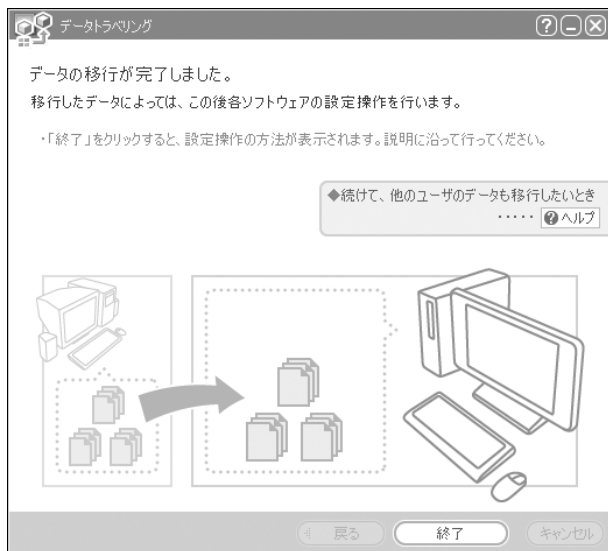 データトラベリング
データの移行が完了しました。
移行したデータによっては、この後各ソフトウェアの設定操作を行います。
・「終了」をクリックすると、設定操作の方法が表示されます。説明に沿って行ってください。
◆続けて、他のユーザのデータも移行したいとき
・・・・・ ?ヘルプ
戻る 終了 キャンセル